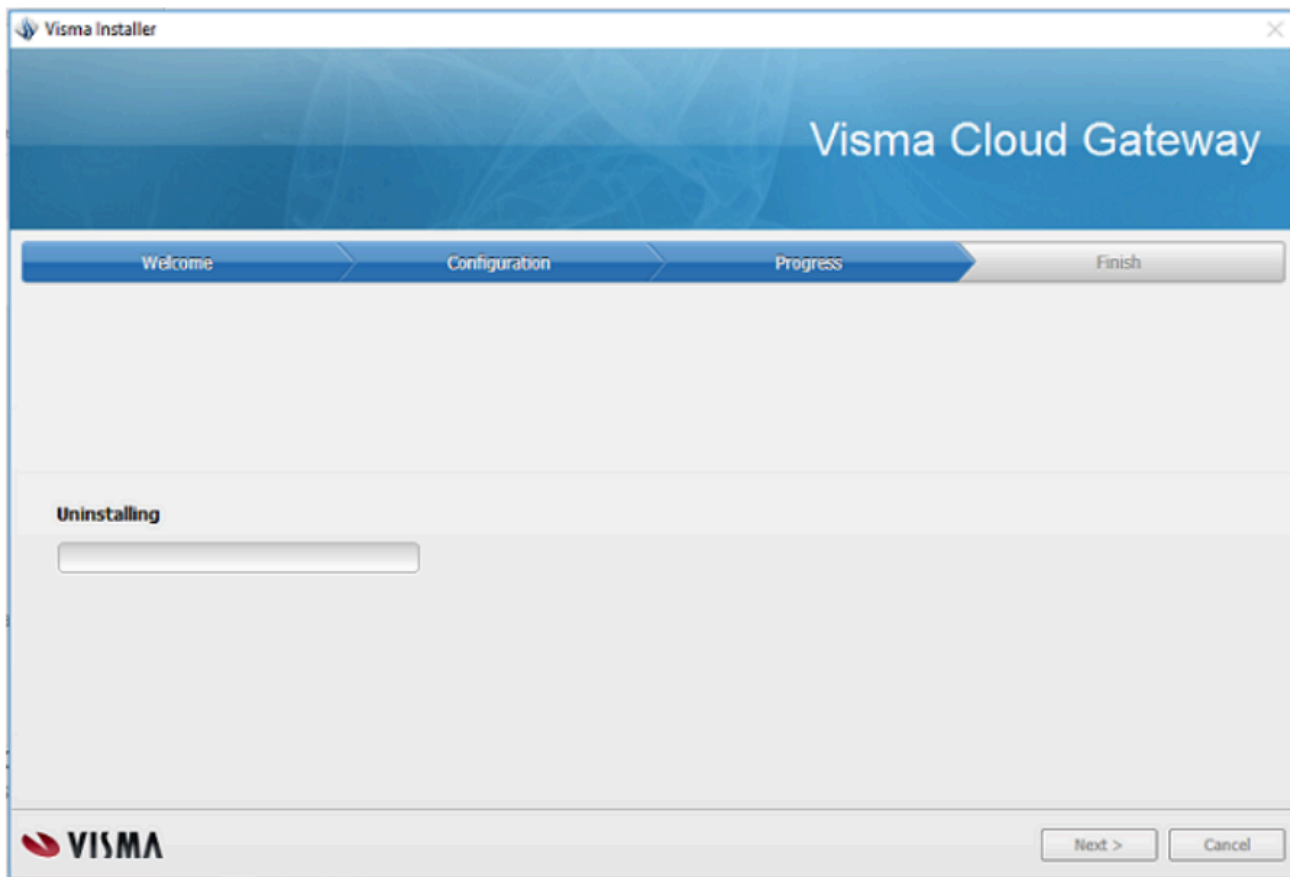 Visma Installer
Visma Cloud Gateway
Welcome
Configuration
Progress
Finish
Uninstalling
VISMA
Next >
Cancel